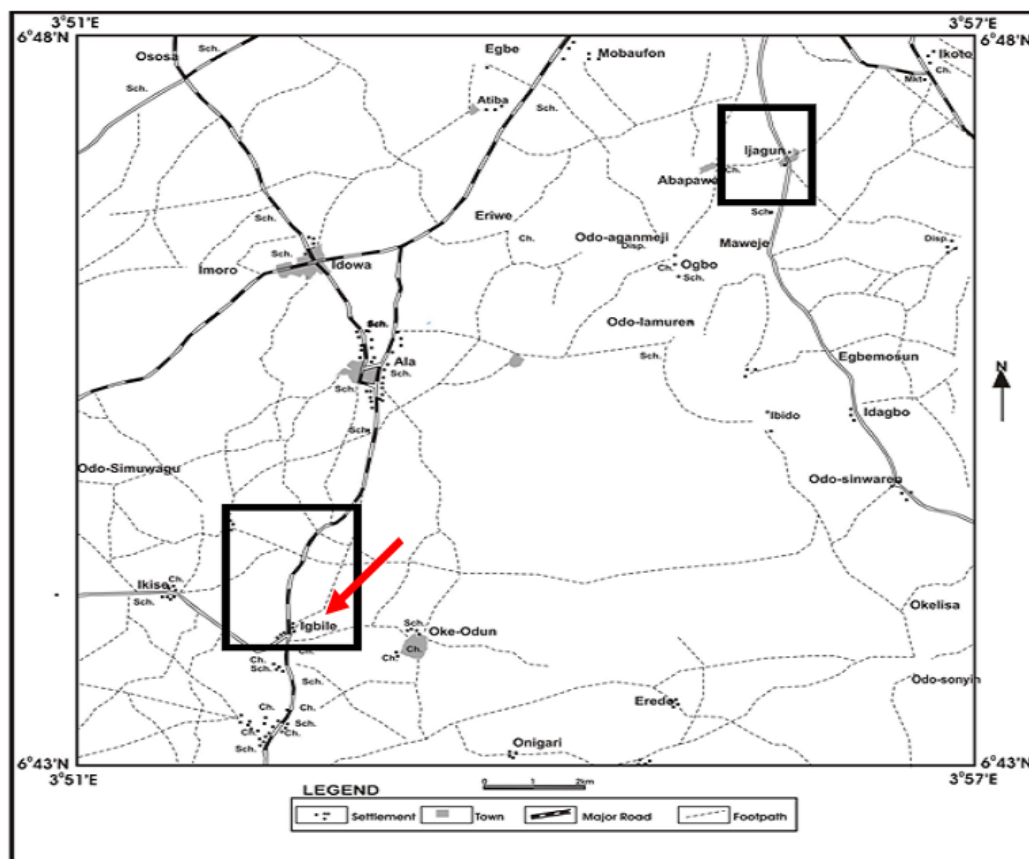 3°51'E 3°57'E
6°48'N 6°48'N
Ososa Sch. Egbe Mobaufon Ikoto
Ch.
Mkt
Sch. Atiba Sch.
Ijagun
Ch.
Abapawo
Sch. Eriwe Sch.
Odo-aganmeji Maweje Disp.
Ch. Disp.
Sch. Idowa Ogbo
Imoro Ch. Sch.
Sch. Odo-lamuren
Ala Sch. Egbemosun
Sch.
Sch. N
Sch. Ibido Idagbo
Odo-Simuwagu Odo-sinwaren
Ikise Ch.
Sch. Okelisa
Igbile Sch. Oke-Odun
Ch. Ch. Ch. Ch.
Sch. Sch. Odo-sonyin
Ch. Ch. Eredo
Ch. Sch. Ch.
Sch. Onigari
6°43'N 6°43'N
3°51'E 3°57'E
0 1 2km
LEGEND
Settlement Town Major Road Footpath